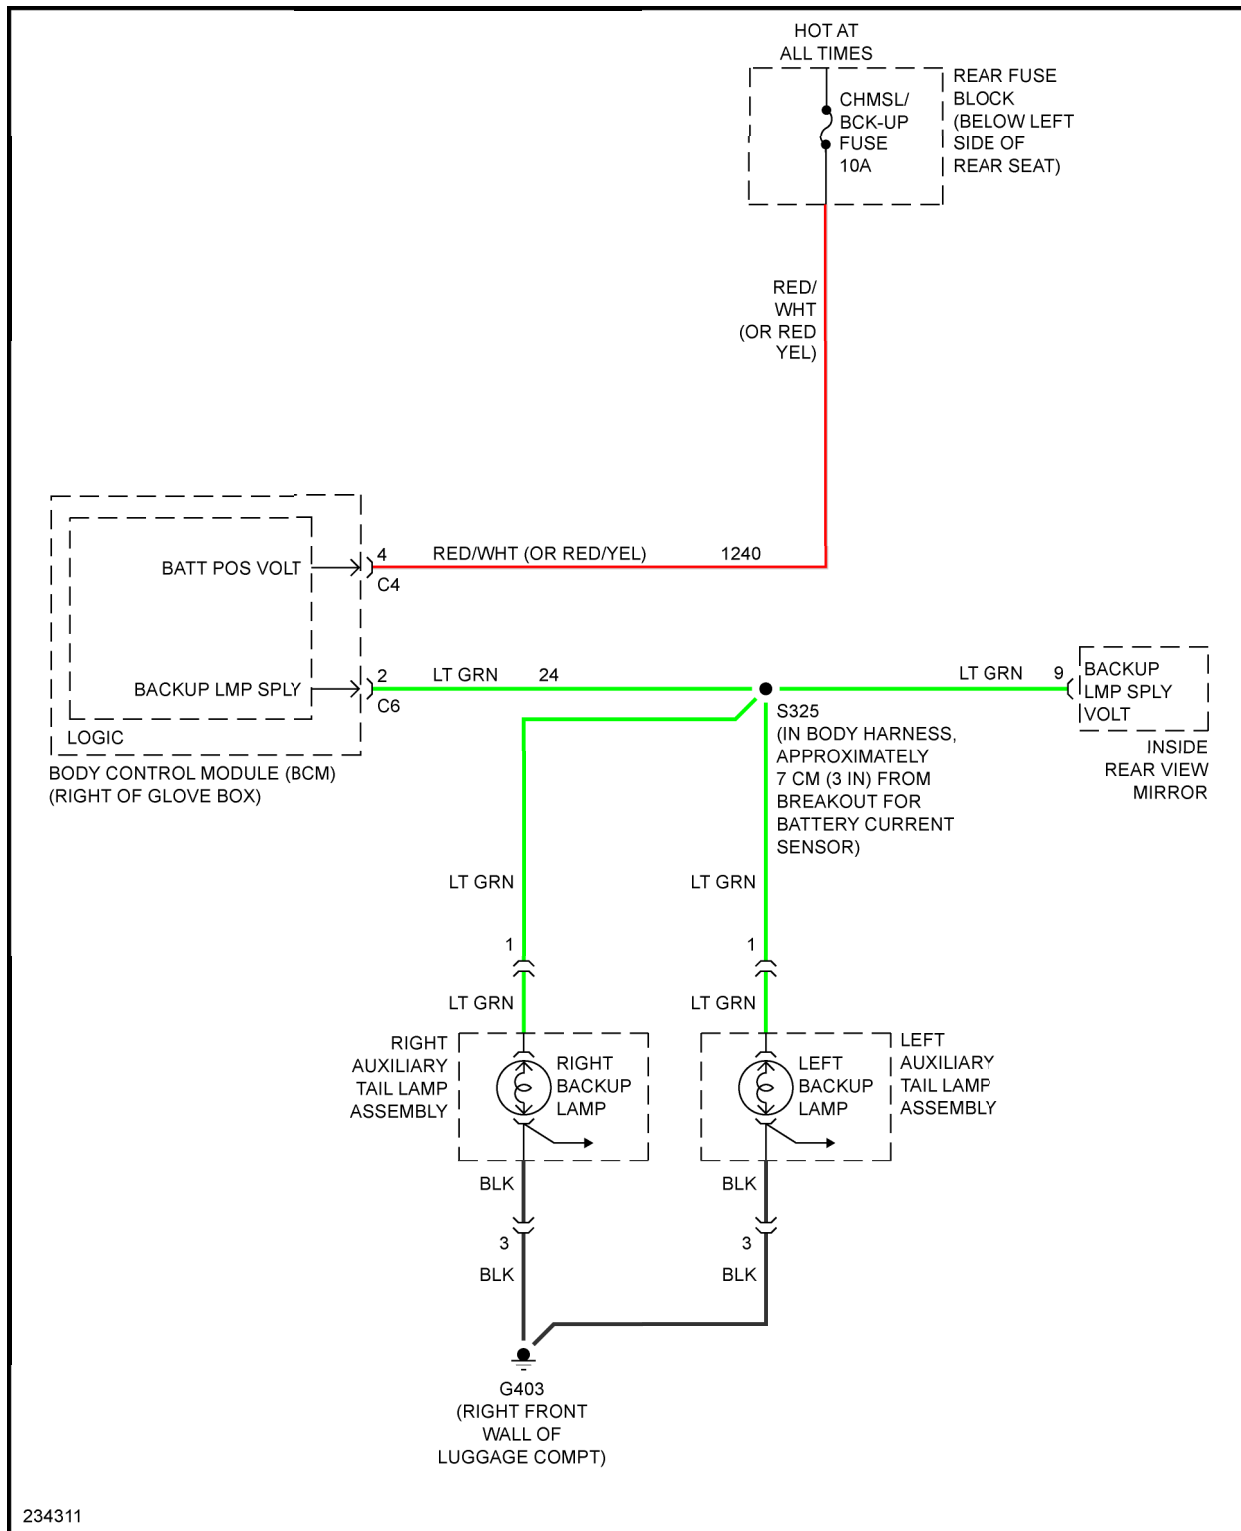 HOT AT
ALL TIMES
REAR FUSE
BLOCK
(BELOW LEFT
SIDE OF
REAR SEAT)
CHMSL/
BCK-UP
FUSE
10A
RED/
WHT
(OR RED
YEL)
BATT POS VOLT
4
C4
RED/WHT (OR RED/YEL)
1240
BACKUP LMP SPLY
2
C6
LT GRN
24
LOGIC
BODY CONTROL MODULE (BCM)
(RIGHT OF GLOVE BOX)
LT GRN
9
BACKUP
LMP SPLY
VOLT
INSIDE
REAR VIEW
MIRROR
S325
(IN BODY HARNESS,
APPROXIMATELY
7 CM (3 IN) FROM
BREAKOUT FOR
BATTERY CURRENT
SENSOR)
LT GRN
LT GRN
1
1
LT GRN
LT GRN
RIGHT
AUXILIARY
TAIL LAMP
ASSEMBLY
RIGHT
BACKUP
LAMP
LEFT
BACKUP
LAMP
LEFT
AUXILIARY
TAIL LAMP
ASSEMBLY
BLK
BLK
3
3
BLK
BLK
G403
(RIGHT FRONT
WALL OF
LUGGAGE COMPT)
234311